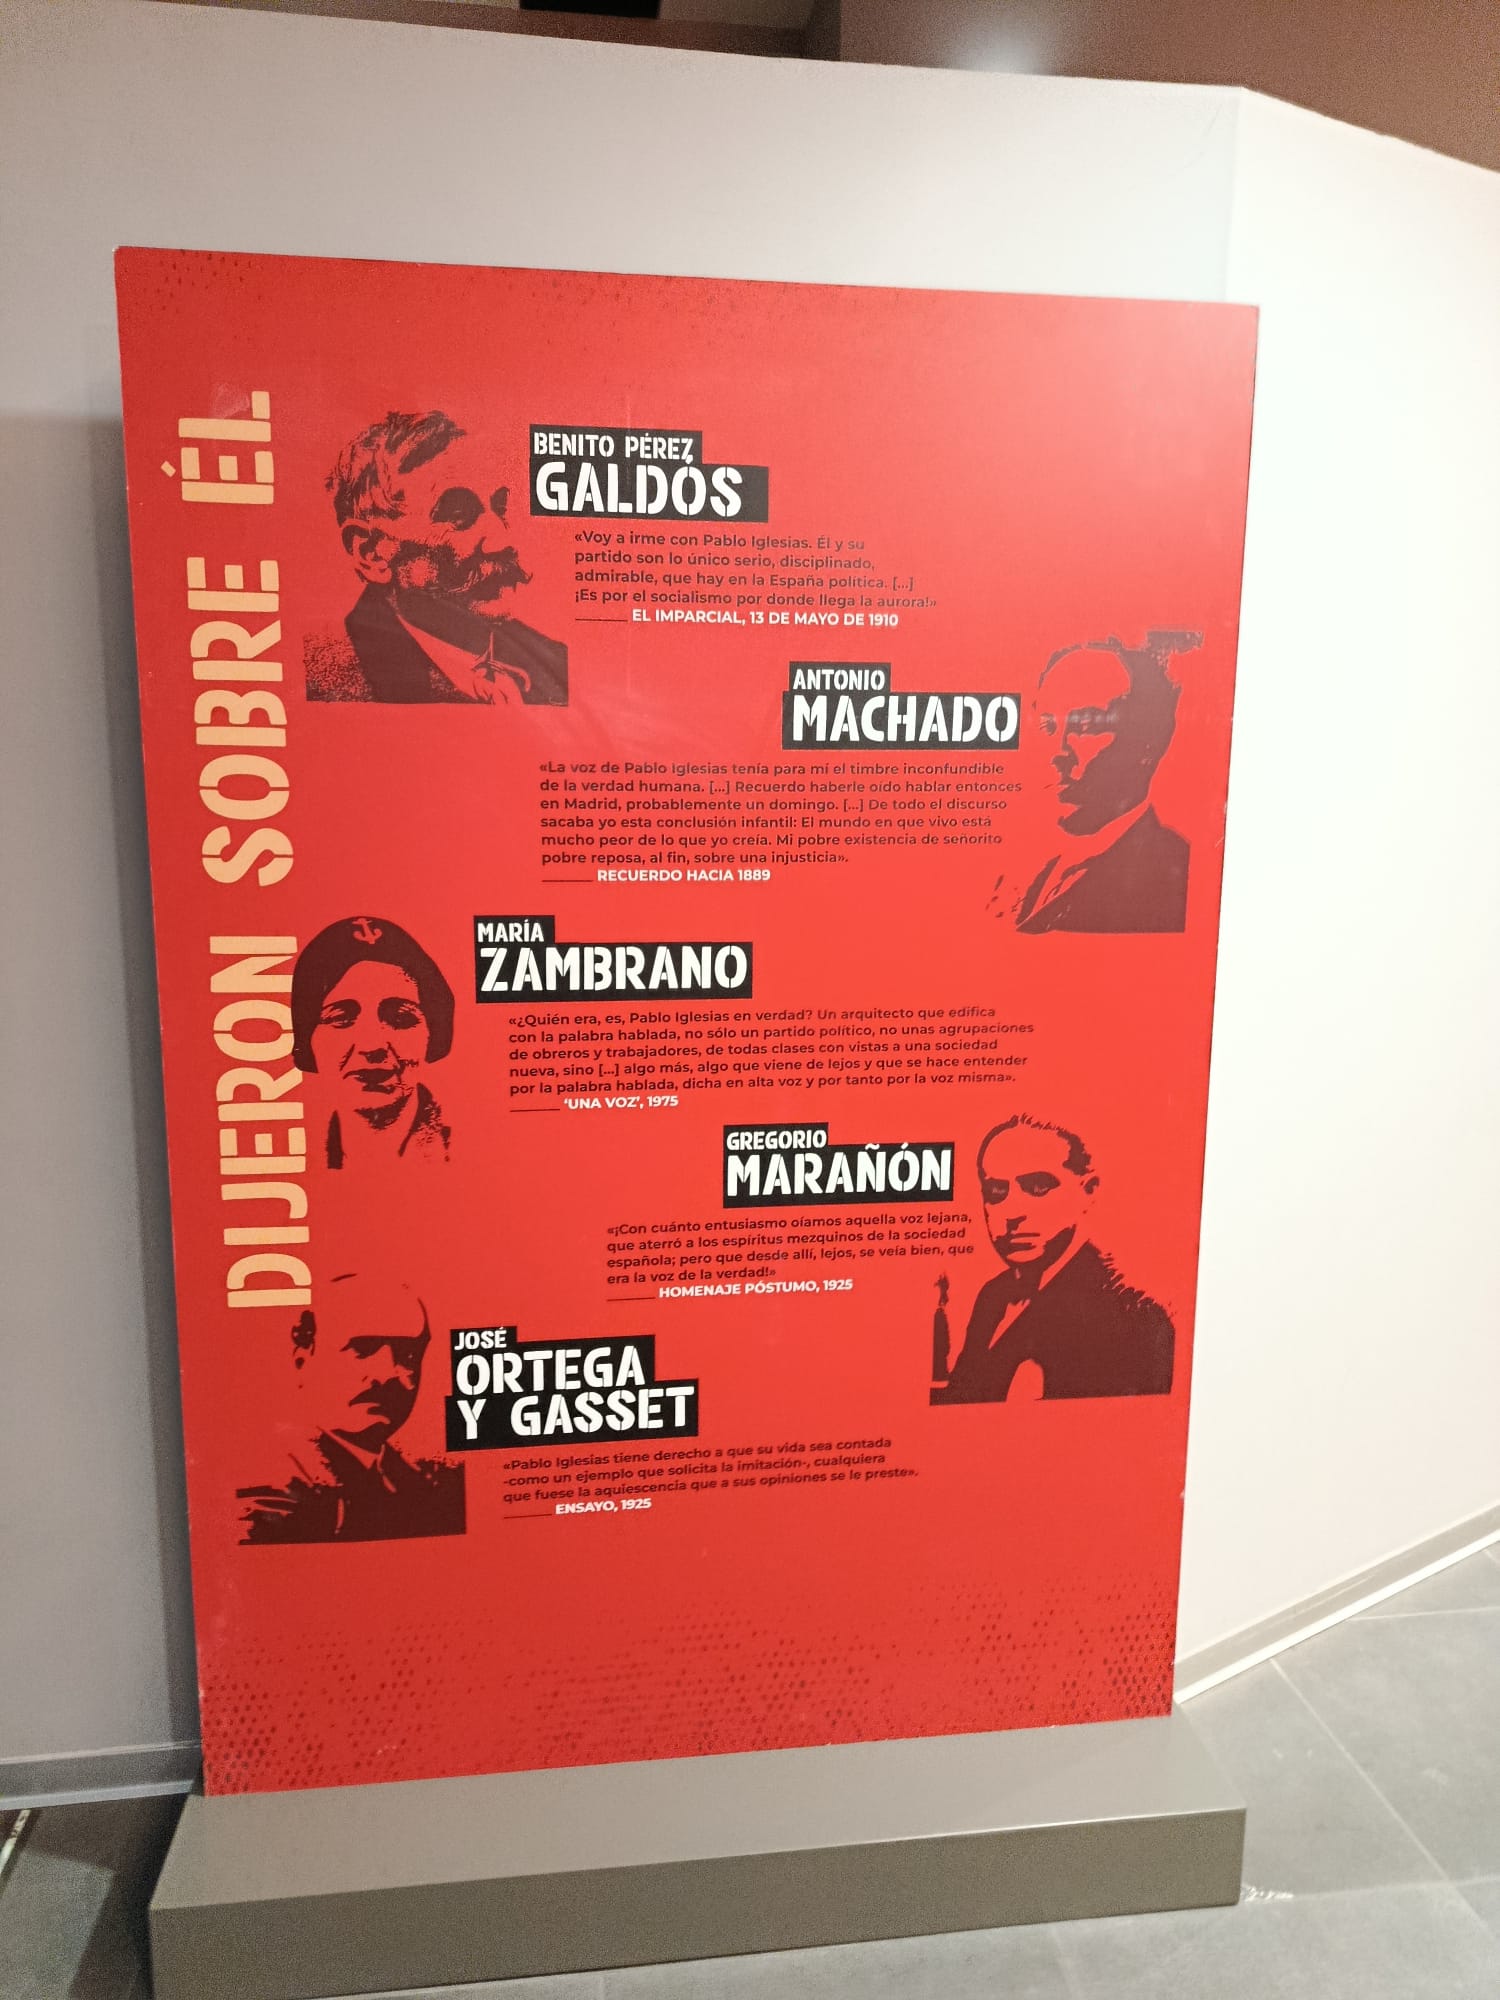 DIJERON SOBRE ÉL
BENITO PÉREZ
GALDÓS
«Voy a irme con Pablo Iglesias. Él y su
partido son lo único serio, disciplinado,
admirable, que hay en la España política. [...]
¡Es por el socialismo por donde llega la aurora!»
EL IMPARCIAL, 13 DE MAYO DE 1910
ANTONIO
MACHADO
«La voz de Pablo Iglesias tenía para mí el timbre inconfundible
de la verdad humana. [...] Recuerdo haberle oído hablar entonces
en Madrid, probablemente un domingo. [...] De todo el discurso
sacaba yo esta conclusión infantil: El mundo en que vivo está
mucho peor de lo que yo creía. Mi pobre existencia de señorito
pobre reposa, al fin, sobre una injusticia».
RECUERDO HACIA 1889
MARÍA
ZAMBRANO
«¿Quién era, es, Pablo Iglesias en verdad? Un arquitecto que edifica
con la palabra hablada, no sólo un partido político, no unas agrupaciones
de obreros y trabajadores, de todas clases con vistas a una sociedad
nueva, sino [...] algo más, algo que viene de lejos y que se hace entender
por la palabra hablada, dicha en alta voz y por tanto por la voz misma».
'UNA VOZ', 1975
GREGORIO
MARAÑÓN
«¡Con cuánto entusiasmo oíamos aquella voz lejana,
que aterró a los espíritus mezquinos de la sociedad
española; pero que desde allí, lejos, se veía bien, que
era la voz de la verdad!»
HOMENAJE PÓSTUMO, 1925
JOSÉ
ORTEGA
Y GASSET
«Pablo Iglesias tiene derecho a que su vida sea contada
-como un ejemplo que solicita la imitación-, cualquiera
que fuese la aquiescencia que a sus opiniones se le preste».
ENSAYO, 1925